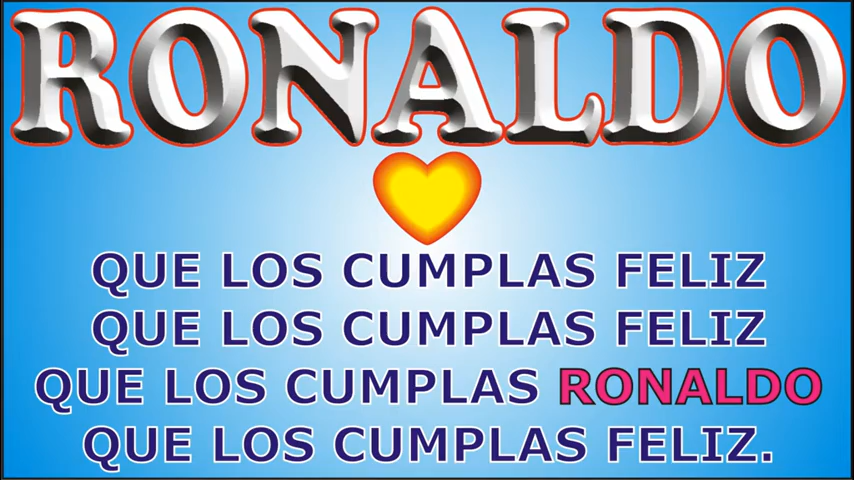 RONALDO
QUE LOS CUMPLAS FELIZ
QUE LOS CUMPLAS FELIZ
QUE LOS CUMPLAS RONALDO
QUE LOS CUMPLAS FELIZ.